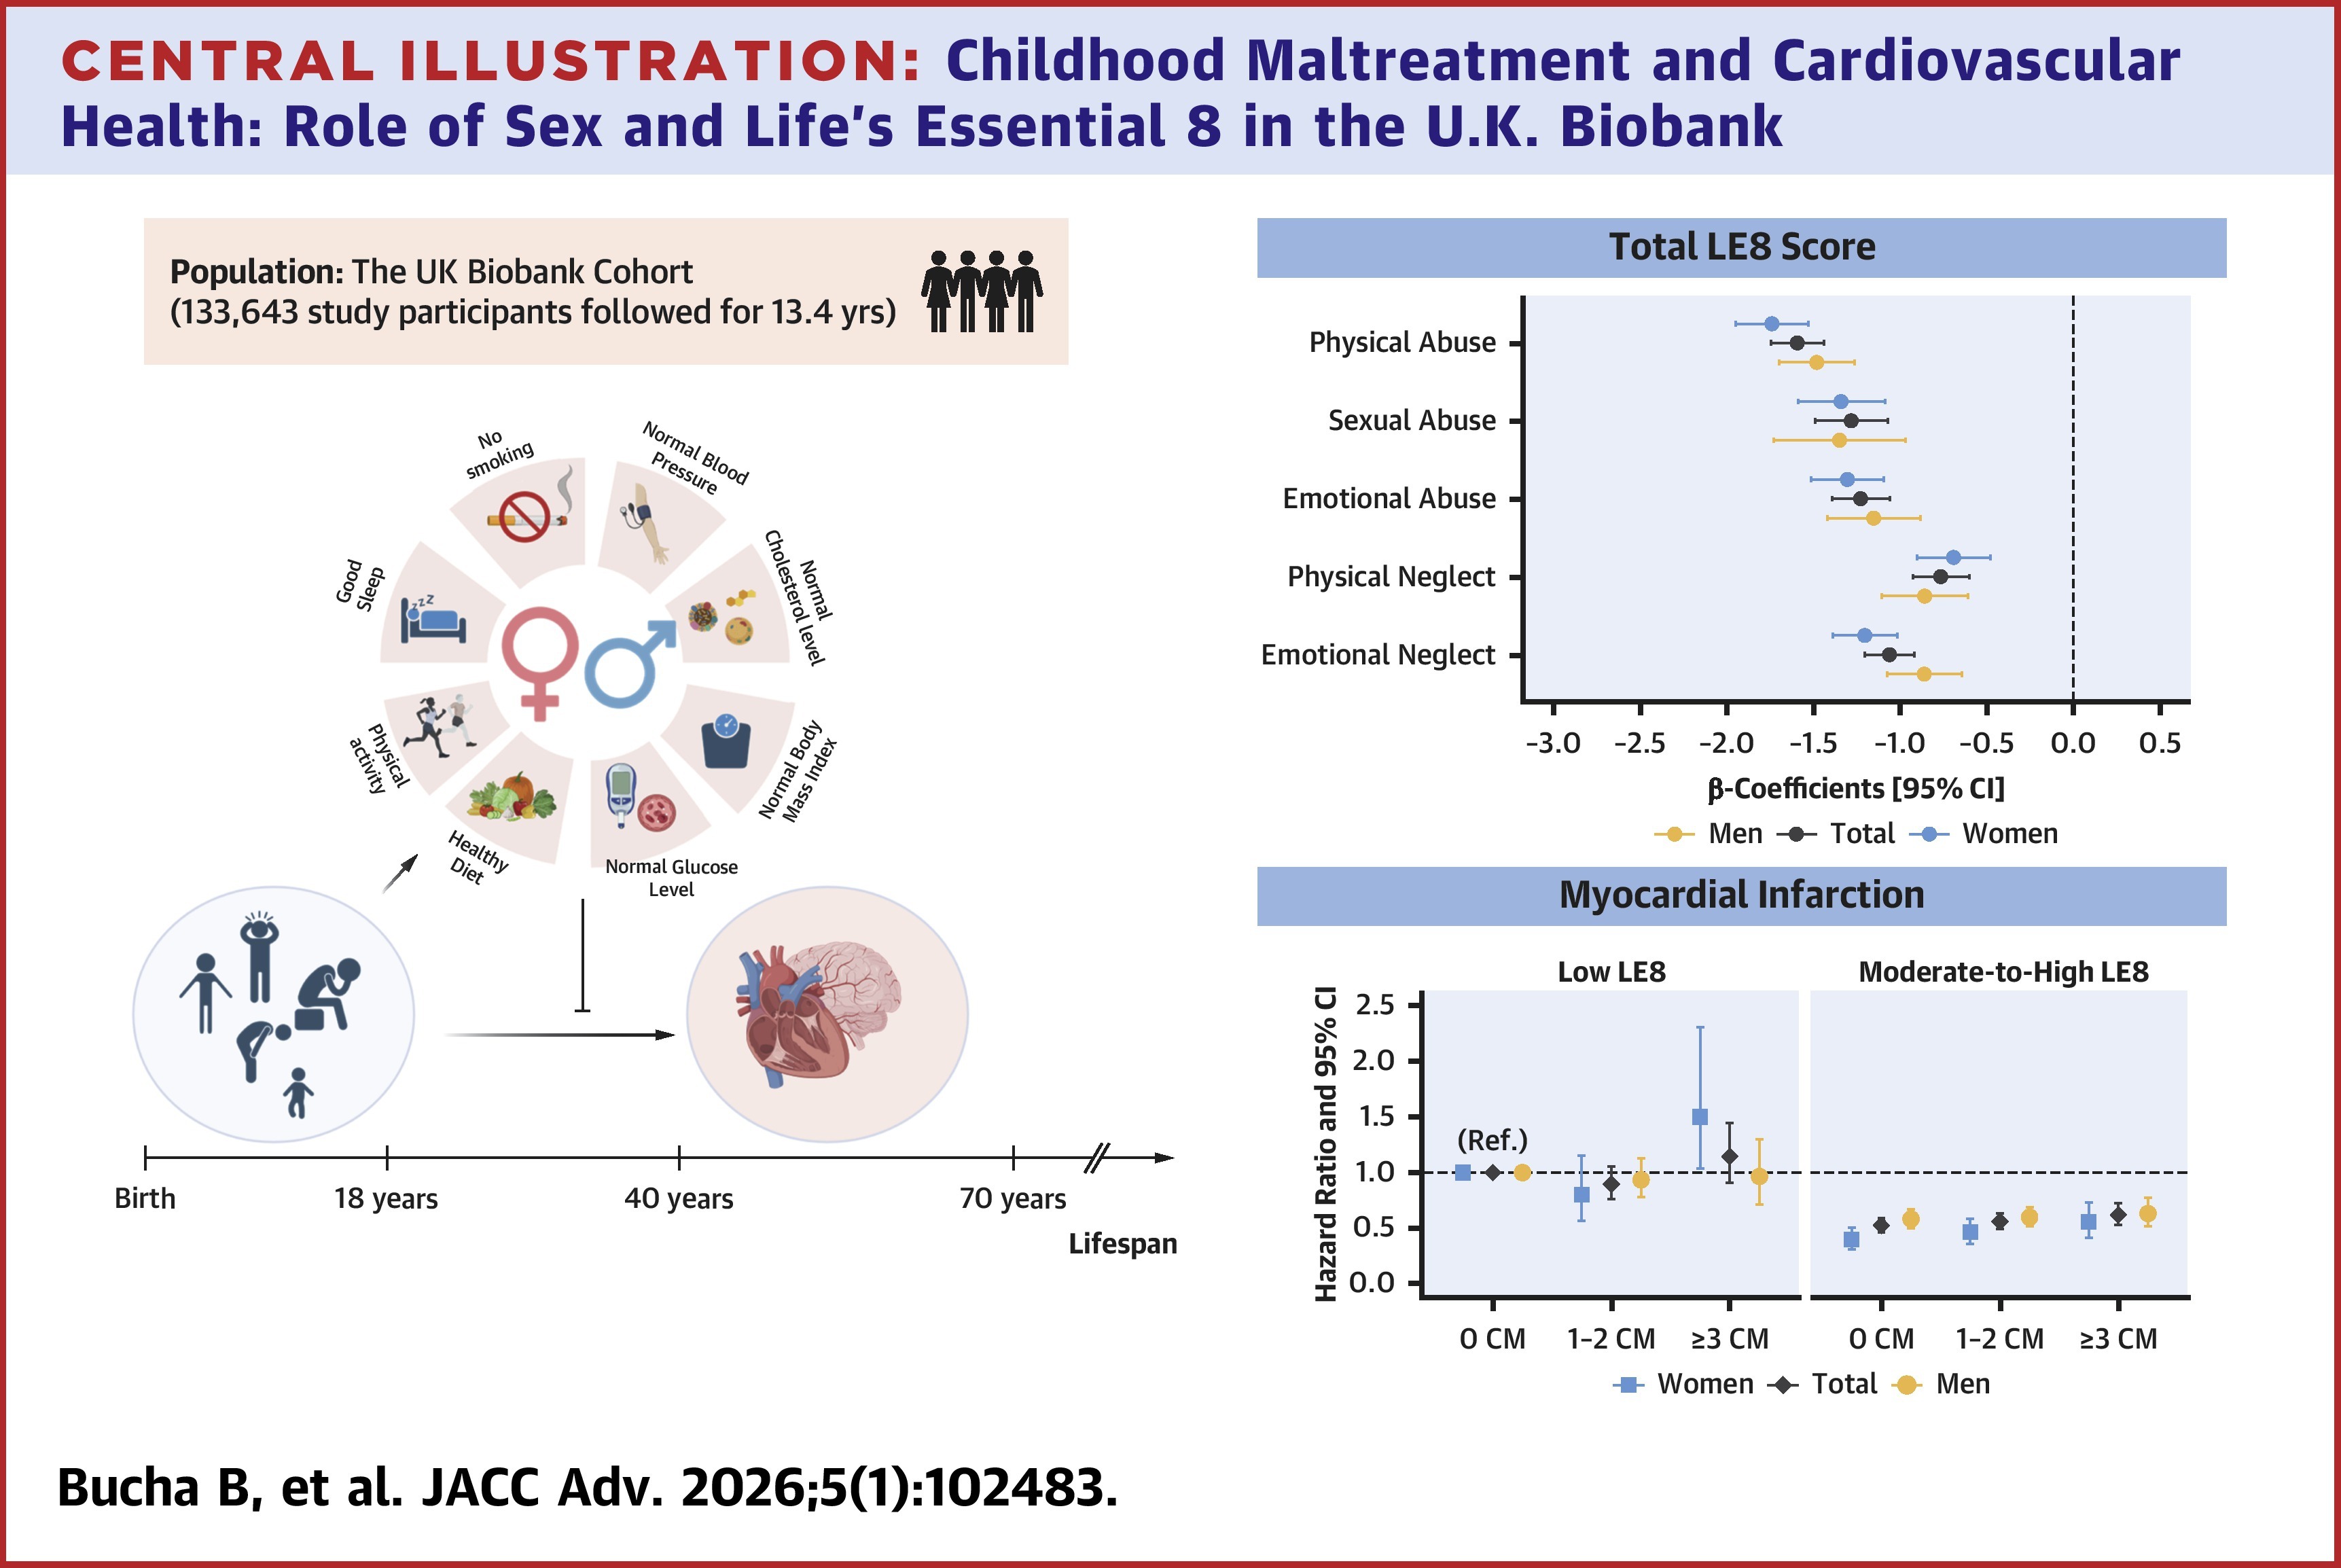 CENTRAL ILLUSTRATION: Childhood Maltreatment and Cardiovascular
Health: Role of Sex and Life's Essential 8 in the U.K. Biobank
Population: The UK Biobank Cohort
(133,643 study participants followed for 13.4 yrs)
No
smoking
Normal Blood
Pressure
Normal
Cholesterol level
Normal Body
Mass Index
Normal Glucose
Level
Healthy
Diet
Physical
activity
Good
Sleep
zzz
Birth
18 years
40 years
70 years
Lifespan
Total LE8 Score
Physical Abuse
Sexual Abuse
Emotional Abuse
Physical Neglect
Emotional Neglect
−3.0 −2.5 −2.0 −1.5 −1.0 −0.5 0.0 0.5
β-Coefficients [95% CI]
Men Total Women
Myocardial Infarction
Low LE8
Moderate-to-High LE8
Hazard Ratio and 95% CI
2.5
2.0
1.5
1.0
0.5
0.0
(Ref.)
0 CM 1–2 CM ≥3 CM 0 CM 1–2 CM ≥3 CM
Women Total Men
Bucha B, et al. JACC Adv. 2026;5(1):102483.